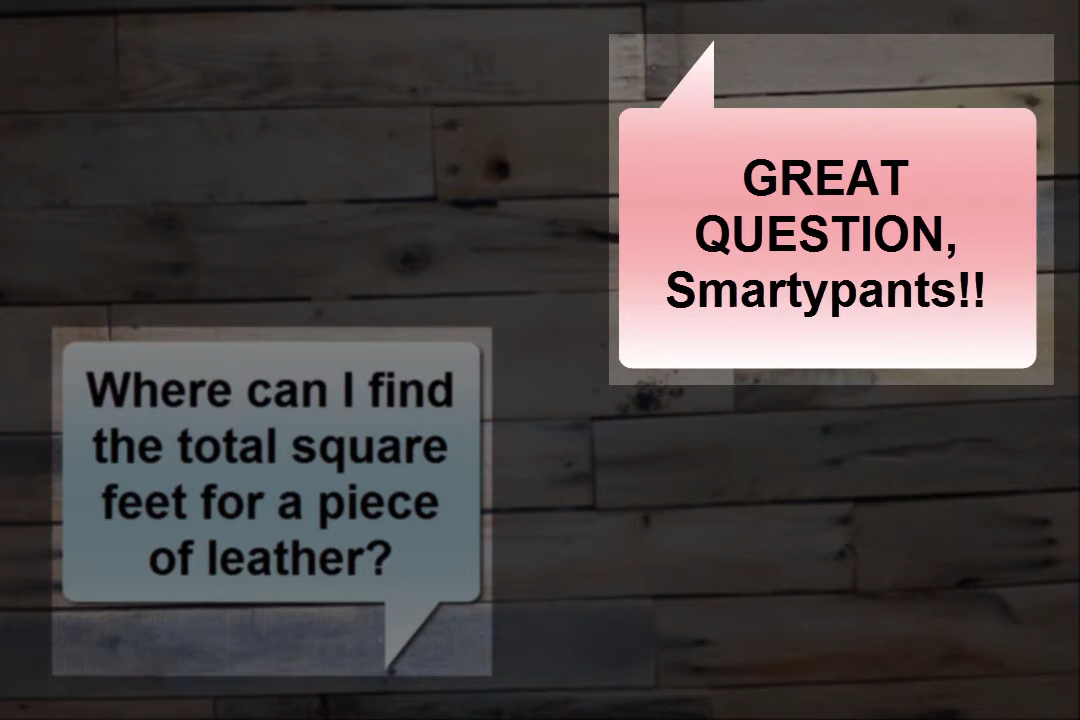 Where can I find
the total square
feet for a piece
of leather?
GREAT
QUESTION,
Smartypants!!